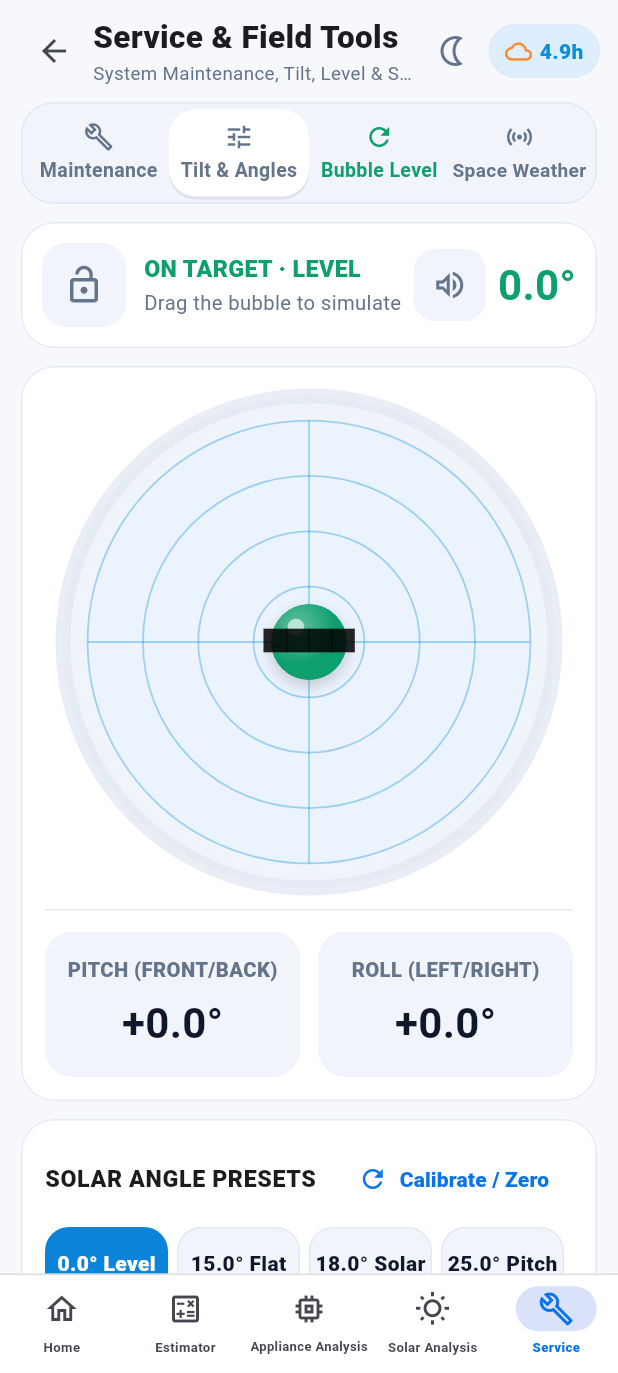 Service & Field Tools
System Maintenance, Tilt, Level & S...
4.9h
Maintenance
Tilt & Angles
Bubble Level
Space Weather
ON TARGET · LEVEL
Drag the bubble to simulate
0.0°
PITCH (FRONT/BACK)
+0.0°
ROLL (LEFT/RIGHT)
+0.0°
SOLAR ANGLE PRESETS
Calibrate / Zero
0.0° Level
15.0° Flat
18.0° Solar
25.0° Pitch
Home
Estimator
Appliance Analysis
Solar Analysis
Service